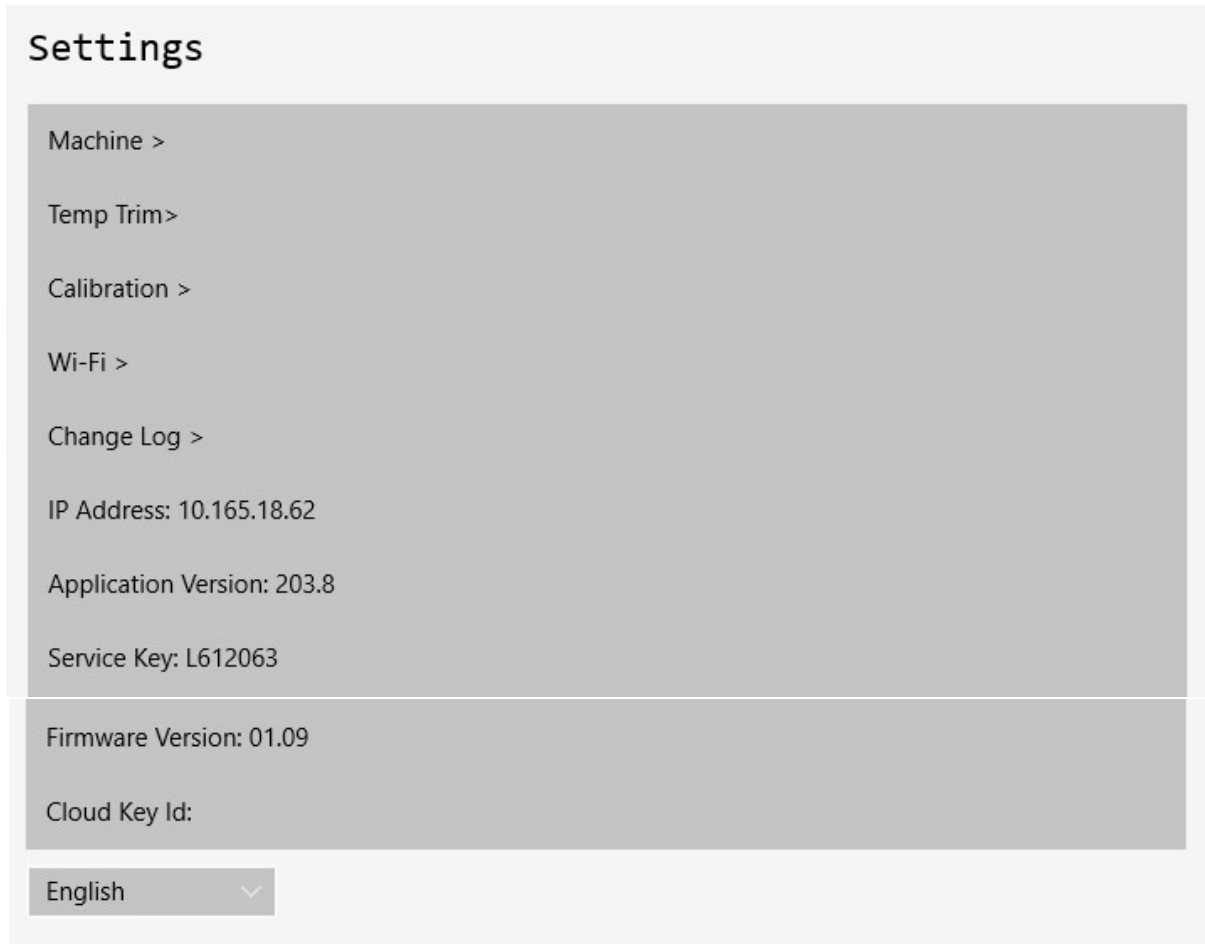 Settings
Machine >
Temp Trim>
Calibration >
Wi-Fi >
Change Log >
IP Address: 10.165.18.62
Application Version: 203.8
Service Key: L612063
Firmware Version: 01.09
Cloud Key Id:
English